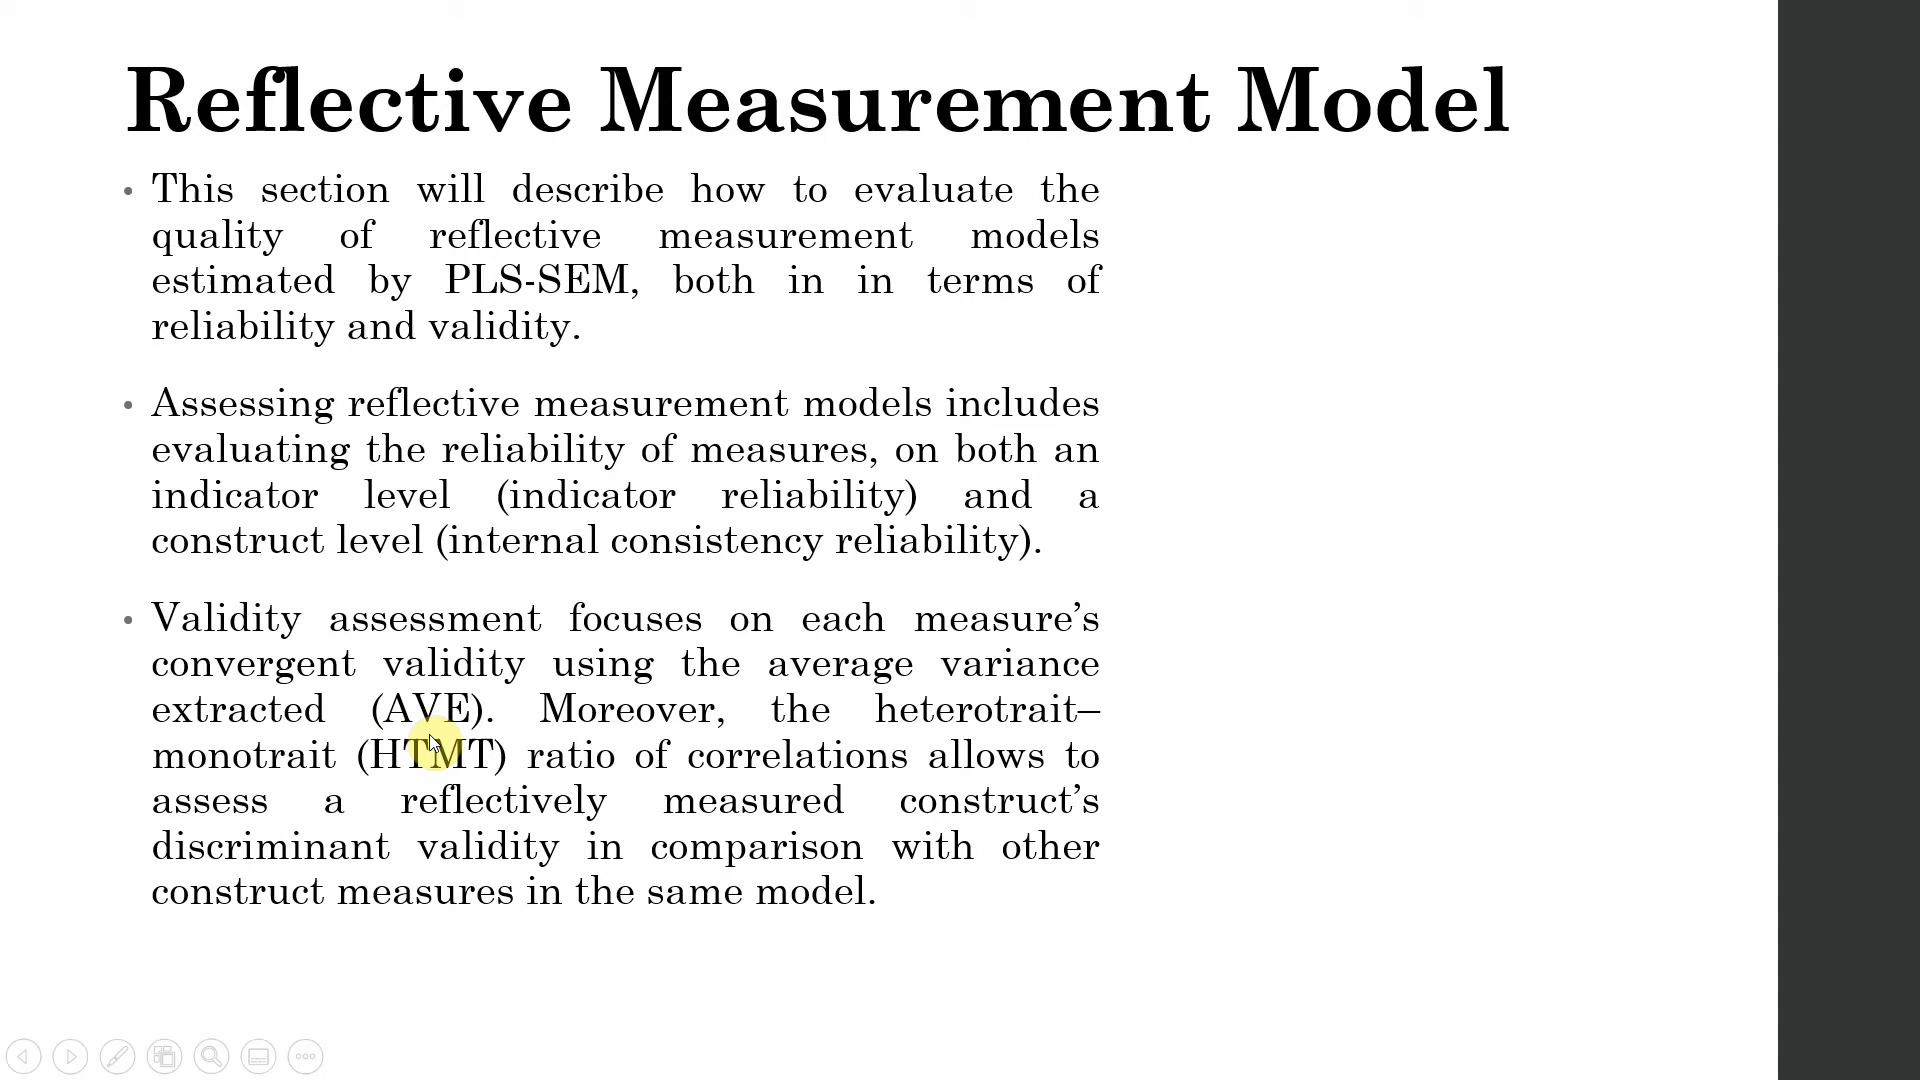 Reflective Measurement Model
• This section will describe how to evaluate the
quality of reflective measurement models
estimated by PLS-SEM, both in in terms of
reliability and validity.
• Assessing reflective measurement models includes
evaluating the reliability of measures, on both an
indicator level (indicator reliability) and a
construct level (internal consistency reliability).
• Validity assessment focuses on each measure’s
convergent validity using the average variance
extracted (AVE). Moreover, the heterotrait–
monotrait (HTMT) ratio of correlations allows to
assess a reflectively measured construct’s
discriminant validity in comparison with other
construct measures in the same model.